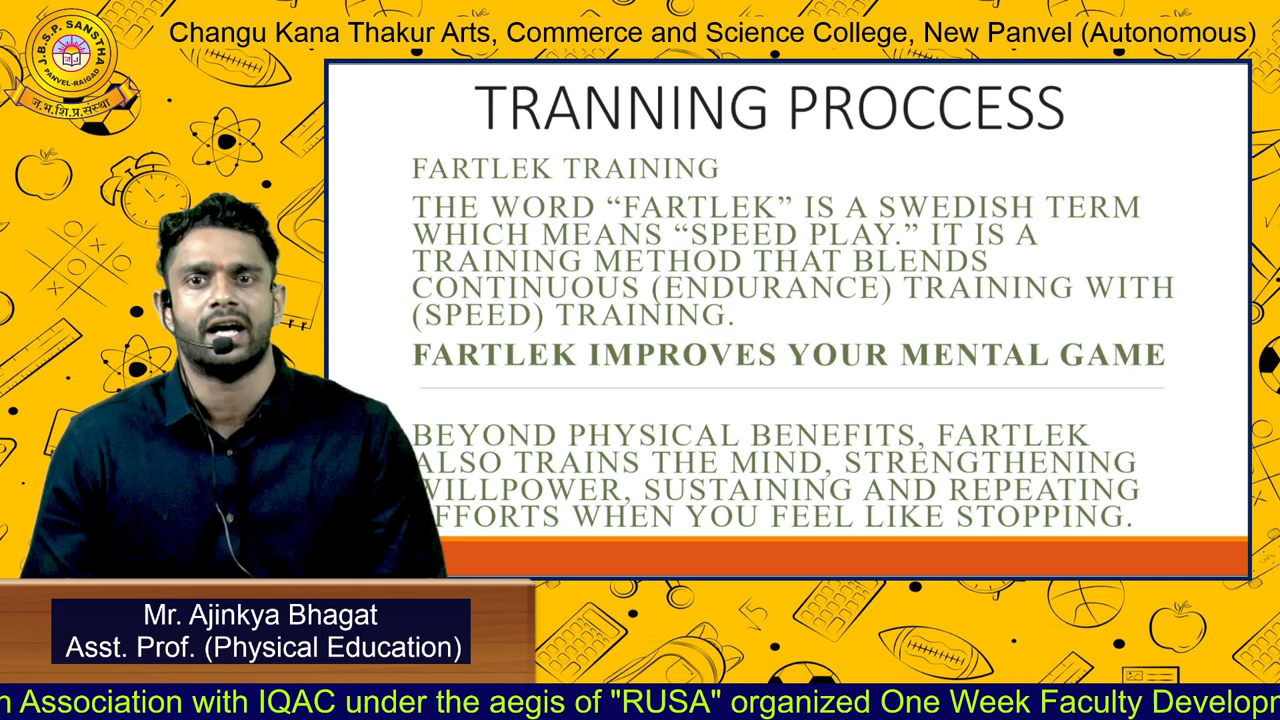 Changu Kana Thakur Arts, Commerce and Science College, New Panvel (Autonomous)
J.B.S.P. SANSTHA
PANVEL-RAIGAD
ज.भ.शि.प्र.संस्था
TRANNING PROCCESS
FARTLEK TRAINING
THE WORD “FARTLEK” IS A SWEDISH TERM
WHICH MEANS “SPEED PLAY.” IT IS A
TRAINING METHOD THAT BLENDS
CONTINUOUS (ENDURANCE) TRAINING WITH
(SPEED) TRAINING.
FARTLEK IMPROVES YOUR MENTAL GAME
BEYOND PHYSICAL BENEFITS, FARTLEK
ALSO TRAINS THE MIND, STRENGTHENING
WILLPOWER, SUSTAINING AND REPEATING
EFFORTS WHEN YOU FEEL LIKE STOPPING.
Mr. Ajinkya Bhagat
Asst. Prof. (Physical Education)
n Association with IQAC under the aegis of "RUSA" organized One Week Faculty Developm